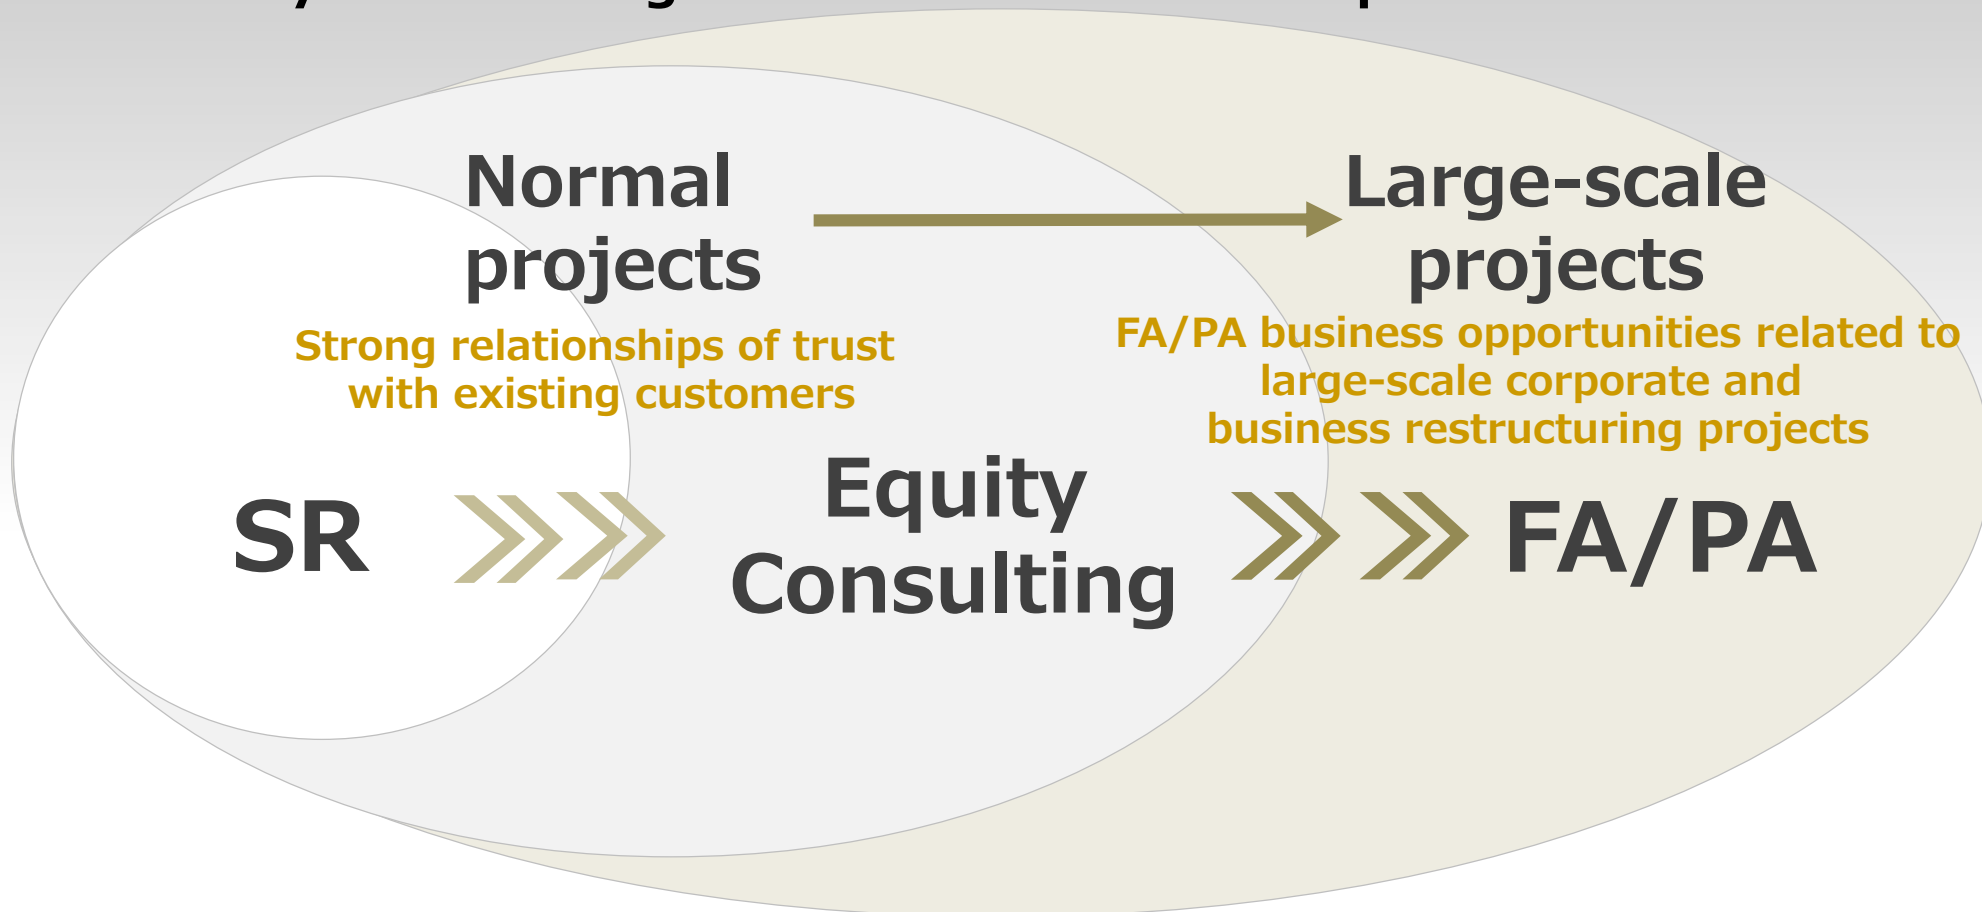 Normal
projects
Large-scale
projects
Strong relationships of trust
with existing customers
FA/PA business opportunities related to
large-scale corporate and
business restructuring projects
SR
Equity
Consulting
FA/PA